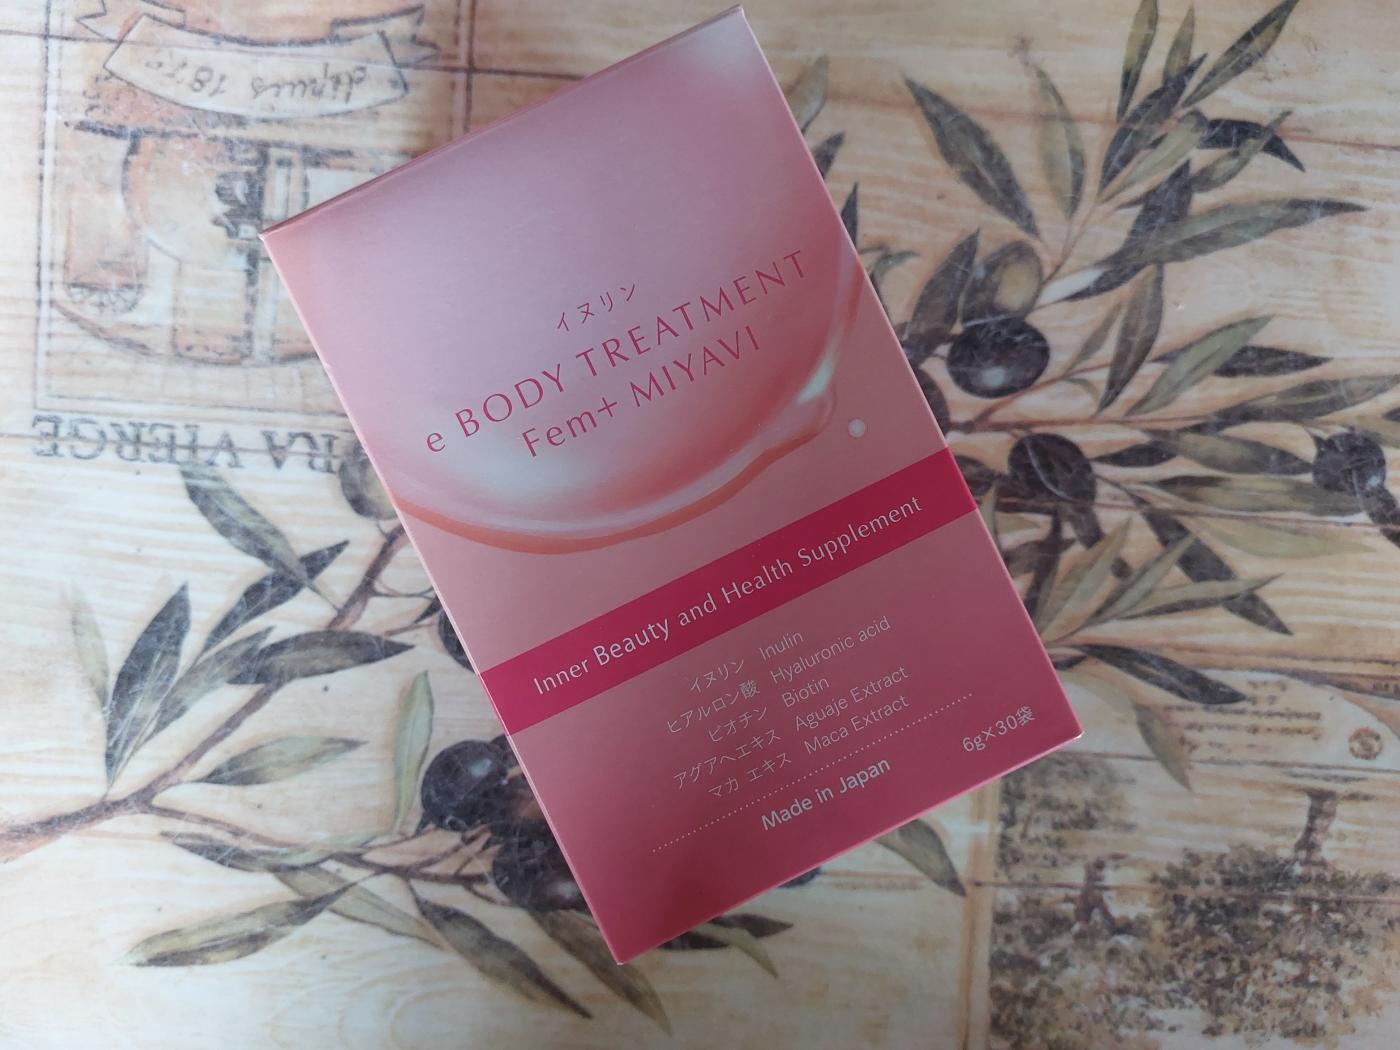 depuis 187
RA VIERGE
イヌリン
e BODY TREATMENT
Fem+ MIYAVI
Inner Beauty and Health Supplement
イヌリン Inulin
ヒアルロン酸 Hyaluronic acid
ビオチン Biotin
アグアヘエキス Aguaje Extract
マカ エキス Maca Extract
6g×30袋
Made in Japan